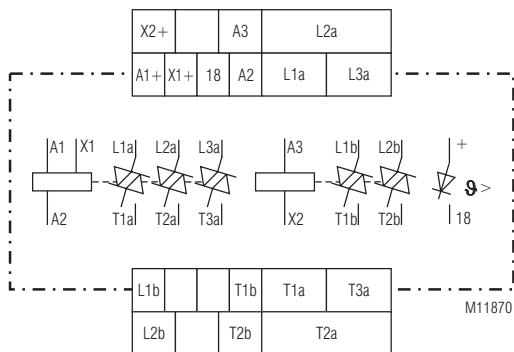 X2+ A3 L2a
A1+ X1+ 18 A2 L1a L3a
A1 X1 L1a L2a L3a A3 L1b L2b +
ϑ>
A2 T1a T2a T3a X2 T1b T2b 18
L1b T1b T1a T3a
M11870
L2b T2b T2a